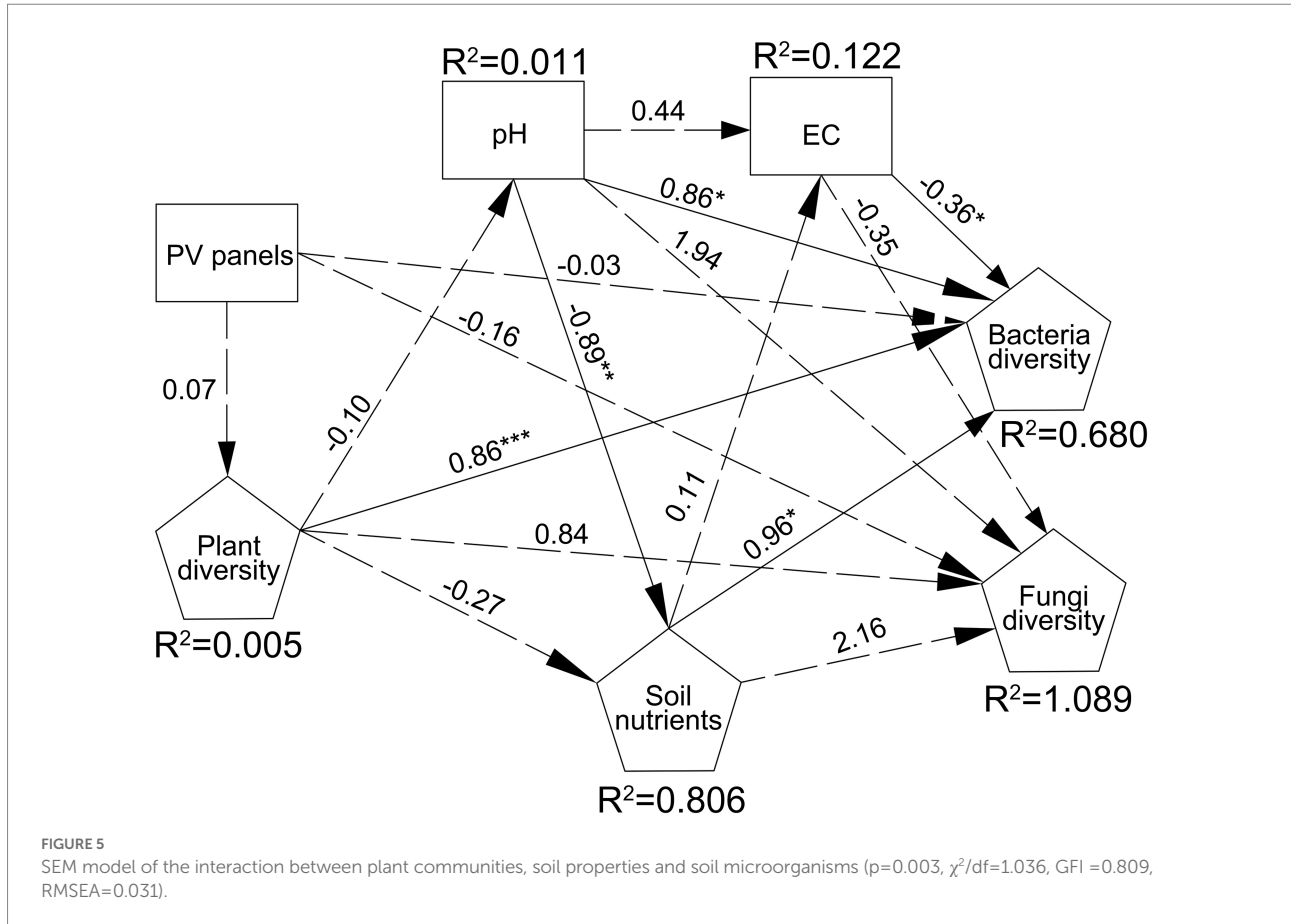 R²=0.011
R²=0.122
pH
0.44
EC
0.86*
-0.36*
-0.35
1.94
PV panels
-0.03
-0.16
-0.89**
Bacteria
diversity
0.07
-0.10
R²=0.680
0.86***
0.11
0.96*
Plant
diversity
0.84
-0.27
Fungi
diversity
R²=0.005
2.16
Soil
nutrients
R²=1.089
R²=0.806
FIGURE 5
SEM model of the interaction between plant communities, soil properties and soil microorganisms (p=0.003, χ²/df=1.036, GFI =0.809,
RMSEA=0.031).